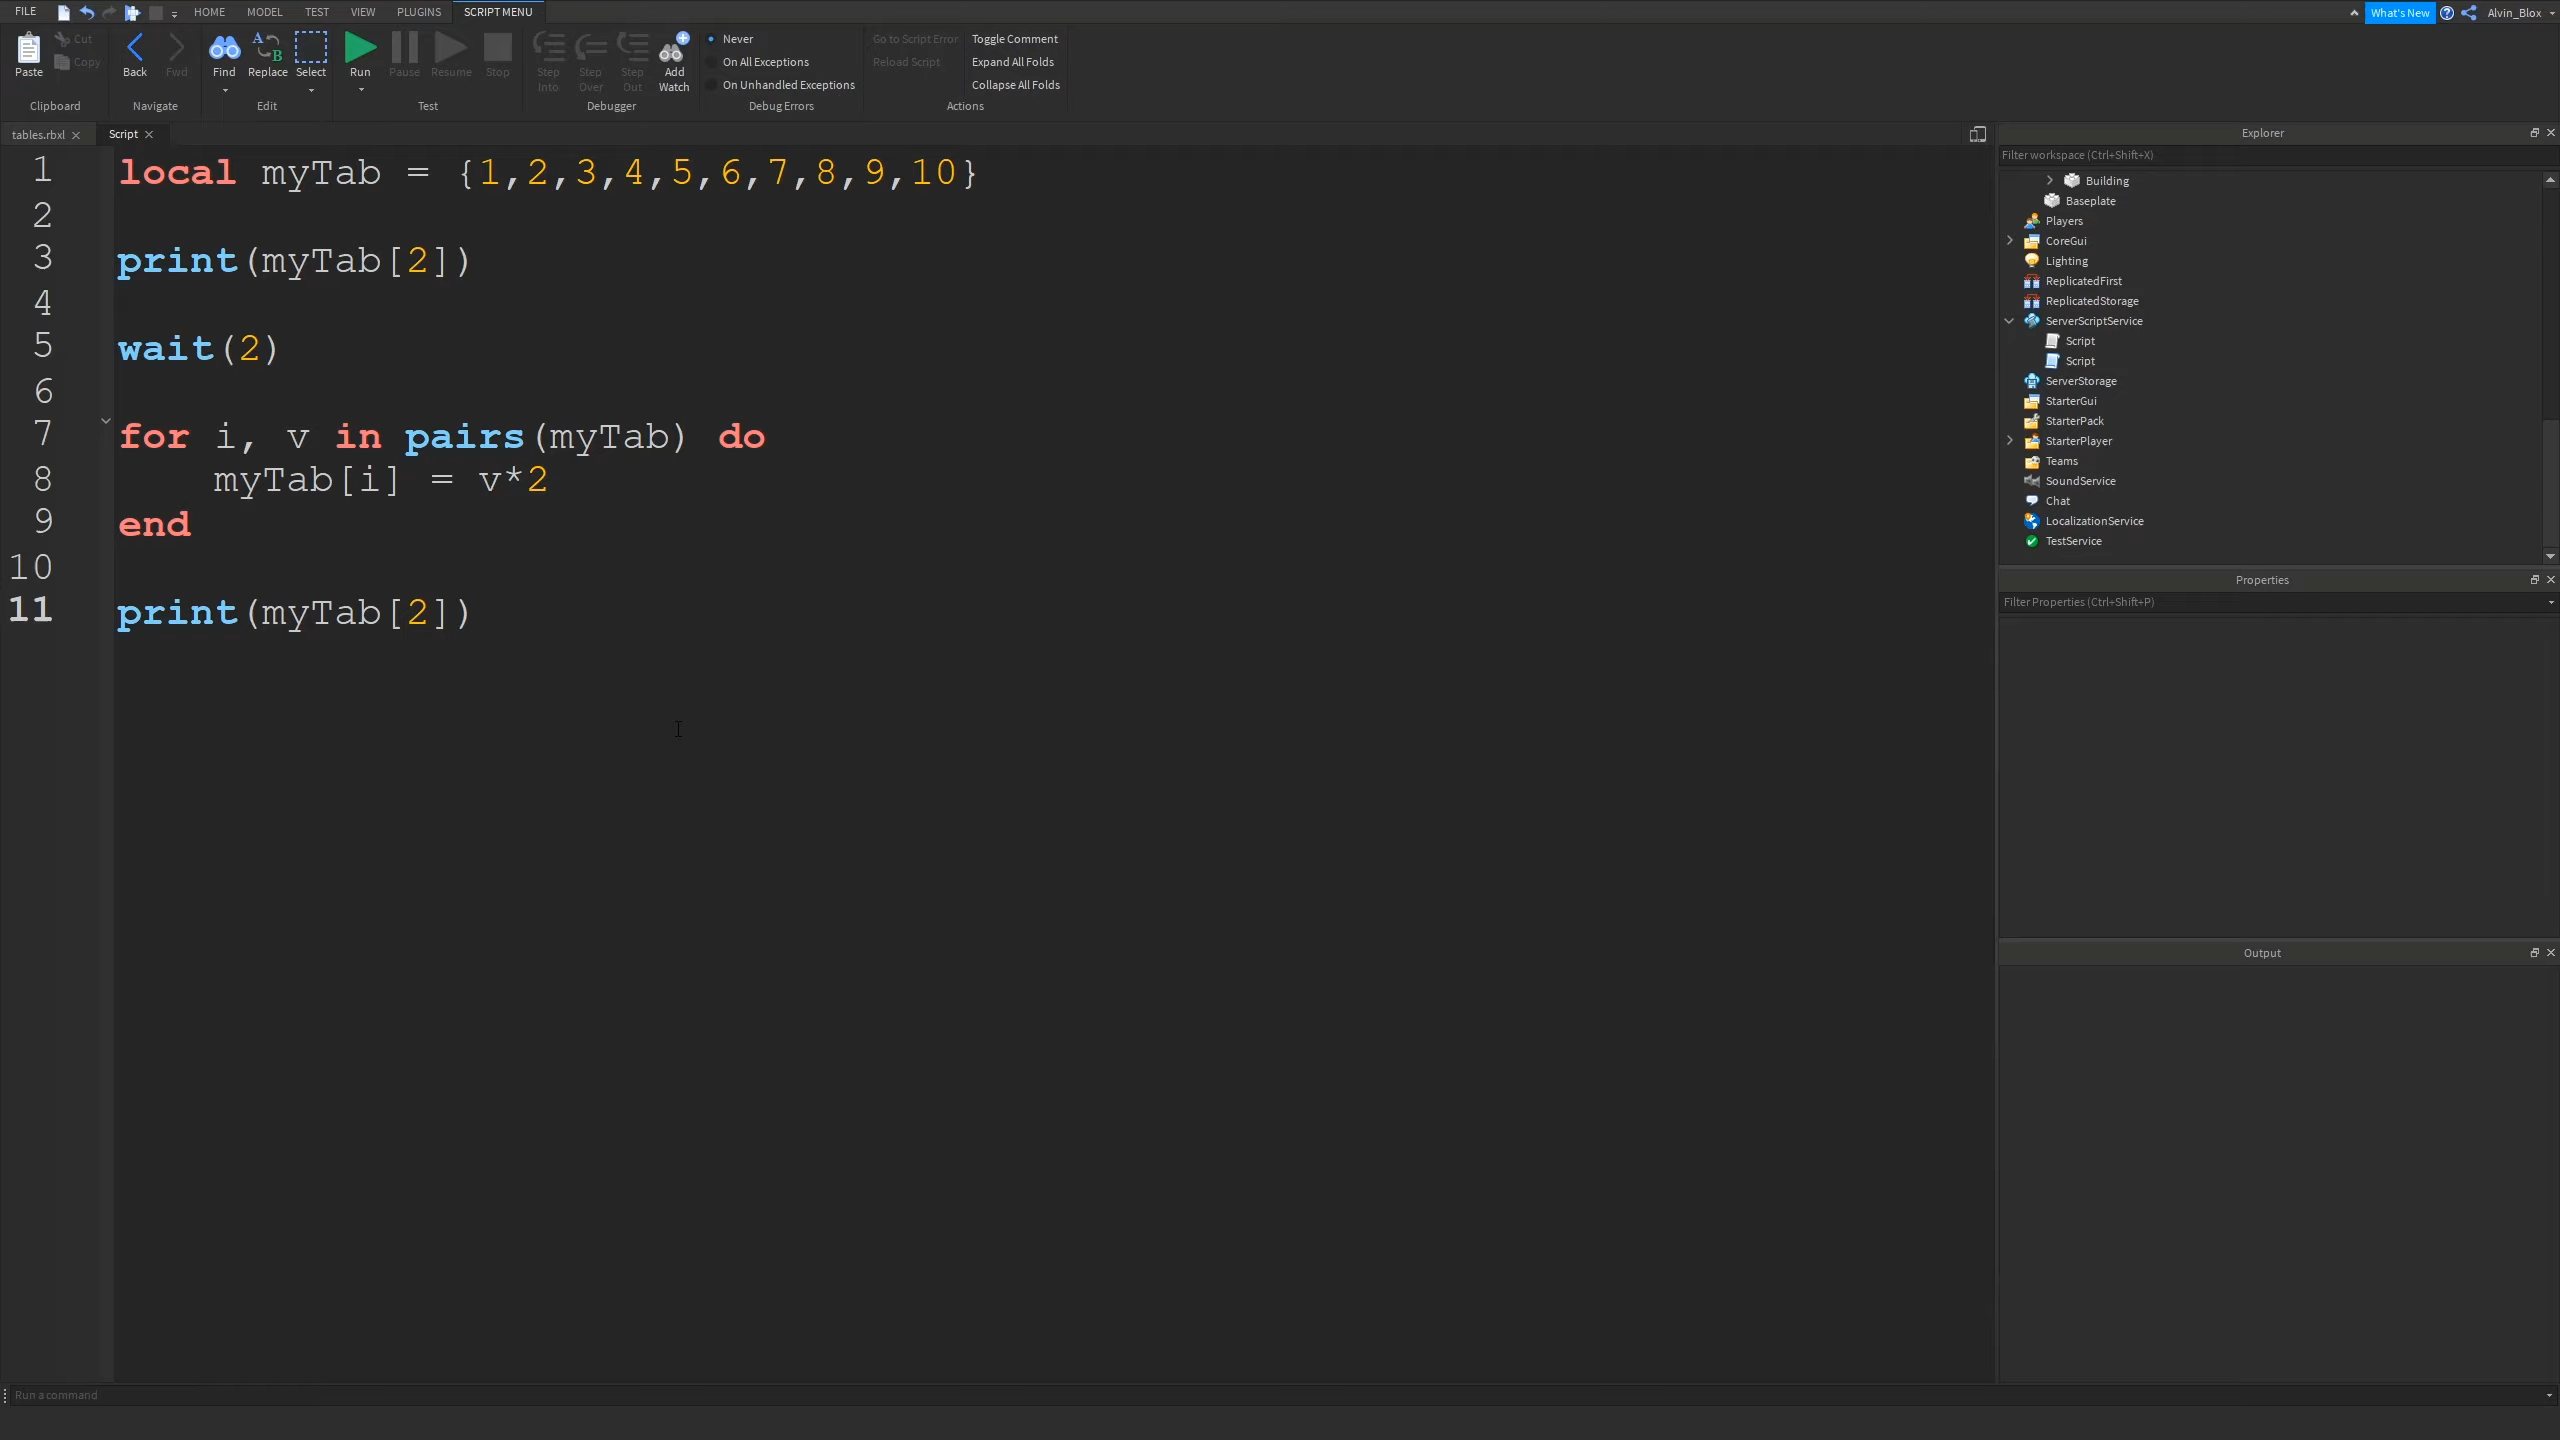 FILE HOME MODEL TEST VIEW PLUGINS SCRIPT MENU What's New Alvin_Blox
Paste Cut Copy Back Fwd Find Replace Select Run Pause Resume Stop Step Into Step Over Step Out Add Watch
Never
On All Exceptions
On Unhandled Exceptions
Go to Script Error
Reload Script
Toggle Comment
Expand All Folds
Collapse All Folds
Clipboard Navigate Edit Test Debugger Debug Errors Actions
tables.rbxl Script
1 local myTab = {1,2,3,4,5,6,7,8,9,10}
2
3 print(myTab[2])
4
5 wait(2)
6
7 for i, v in pairs(myTab) do
8 myTab[i] = v*2
9 end
10
11 print(myTab[2])
Explorer
Filter workspace (Ctrl+Shift+X)
Building
Baseplate
Players
CoreGui
Lighting
ReplicatedFirst
ReplicatedStorage
ServerScriptService
Script
Script
ServerStorage
StarterGui
StarterPack
StarterPlayer
Teams
SoundService
Chat
LocalizationService
TestService
Properties
Filter Properties (Ctrl+Shift+P)
Output
Run a command